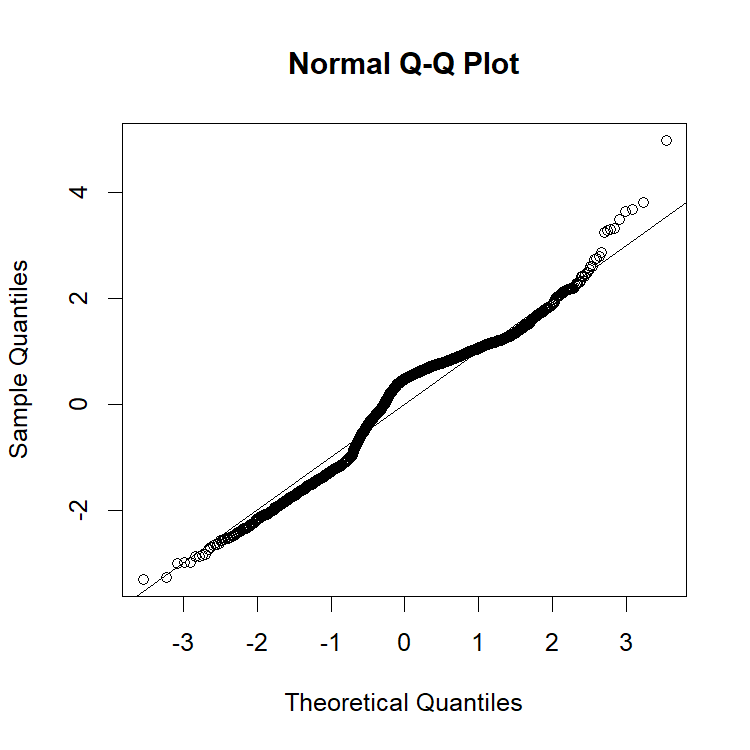 Normal Q-Q Plot
4
2
0
-2
Sample Quantiles
-3 -2 -1 0 1 2 3
Theoretical Quantiles